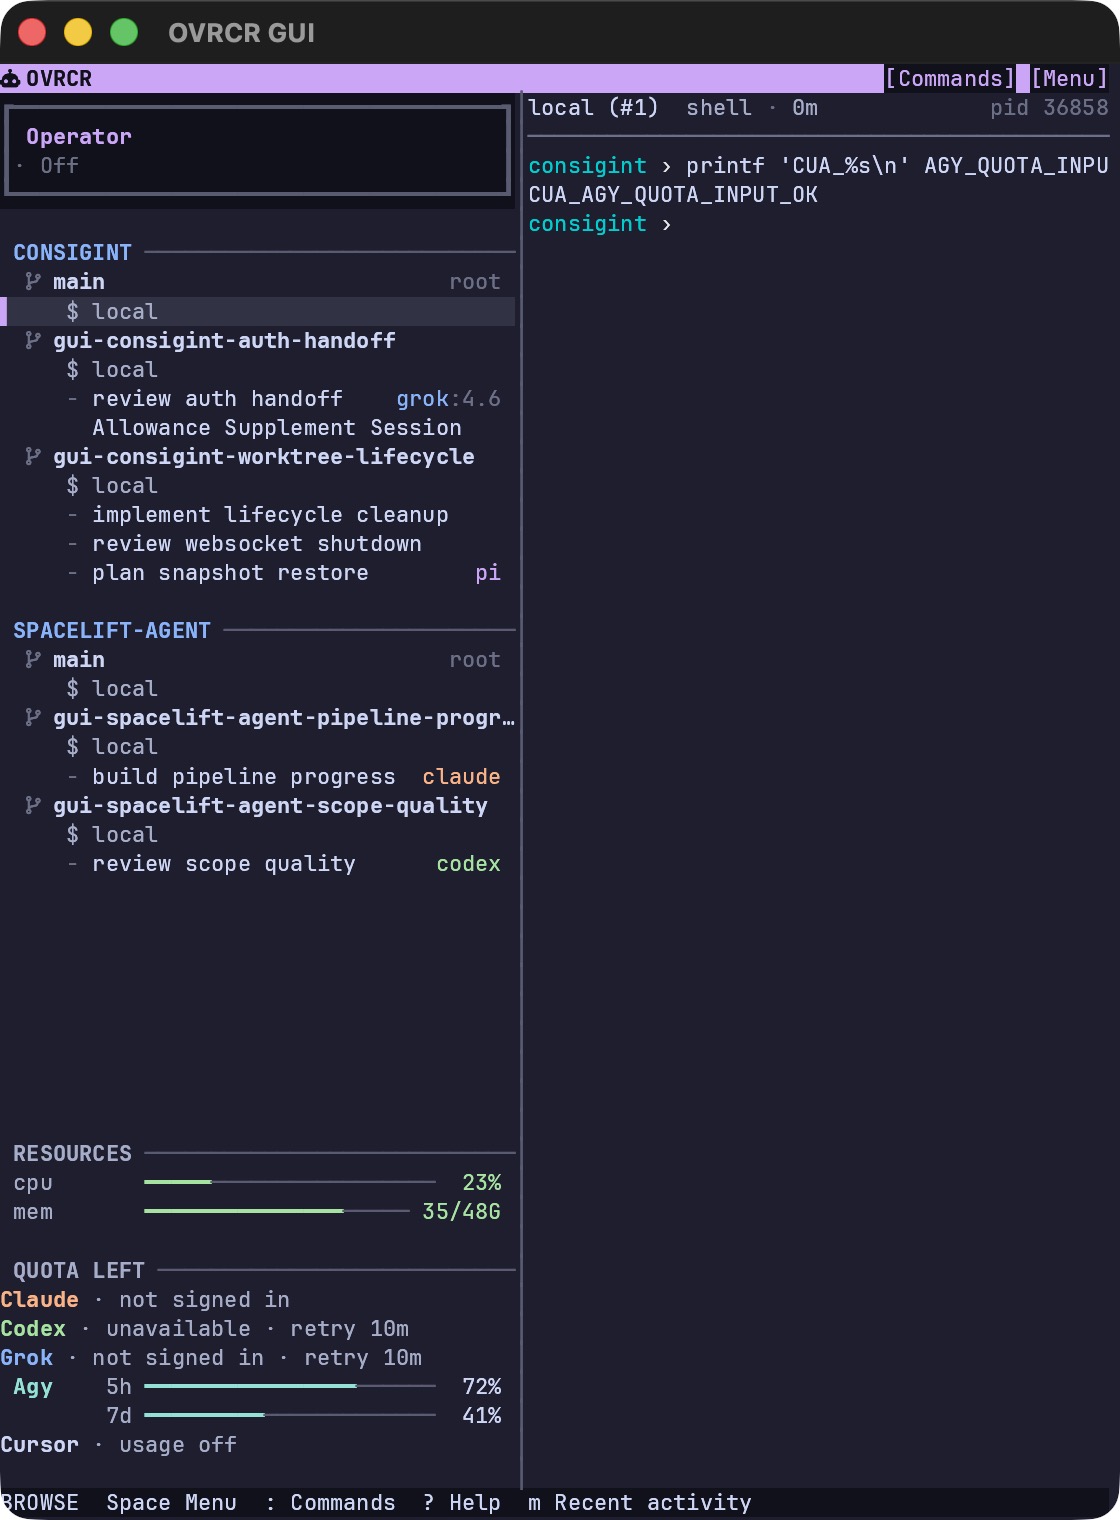 OVRCR GUI
OVRCR [Commands] [Menu]
Operator
· Off
CONSIGINT
main root
$ local
gui-consigint-auth-handoff
$ local
- review auth handoff grok:4.6
Allowance Supplement Session
gui-consigint-worktree-lifecycle
$ local
- implement lifecycle cleanup
- review websocket shutdown
- plan snapshot restore pi
SPACELIFT-AGENT
main root
$ local
gui-spacelift-agent-pipeline-progr…
$ local
- build pipeline progress claude
gui-spacelift-agent-scope-quality
$ local
- review scope quality codex
RESOURCES
cpu 23%
mem 35/48G
QUOTA LEFT
Claude · not signed in
Codex · unavailable · retry 10m
Grok · not signed in · retry 10m
Agy 5h 72%
7d 41%
Cursor · usage off
local (#1) shell · 0m pid 36858
consigint › printf 'CUA_%s\n' AGY_QUOTA_INPU
CUA_AGY_QUOTA_INPUT_OK
consigint ›
BROWSE Space Menu : Commands ? Help m Recent activity